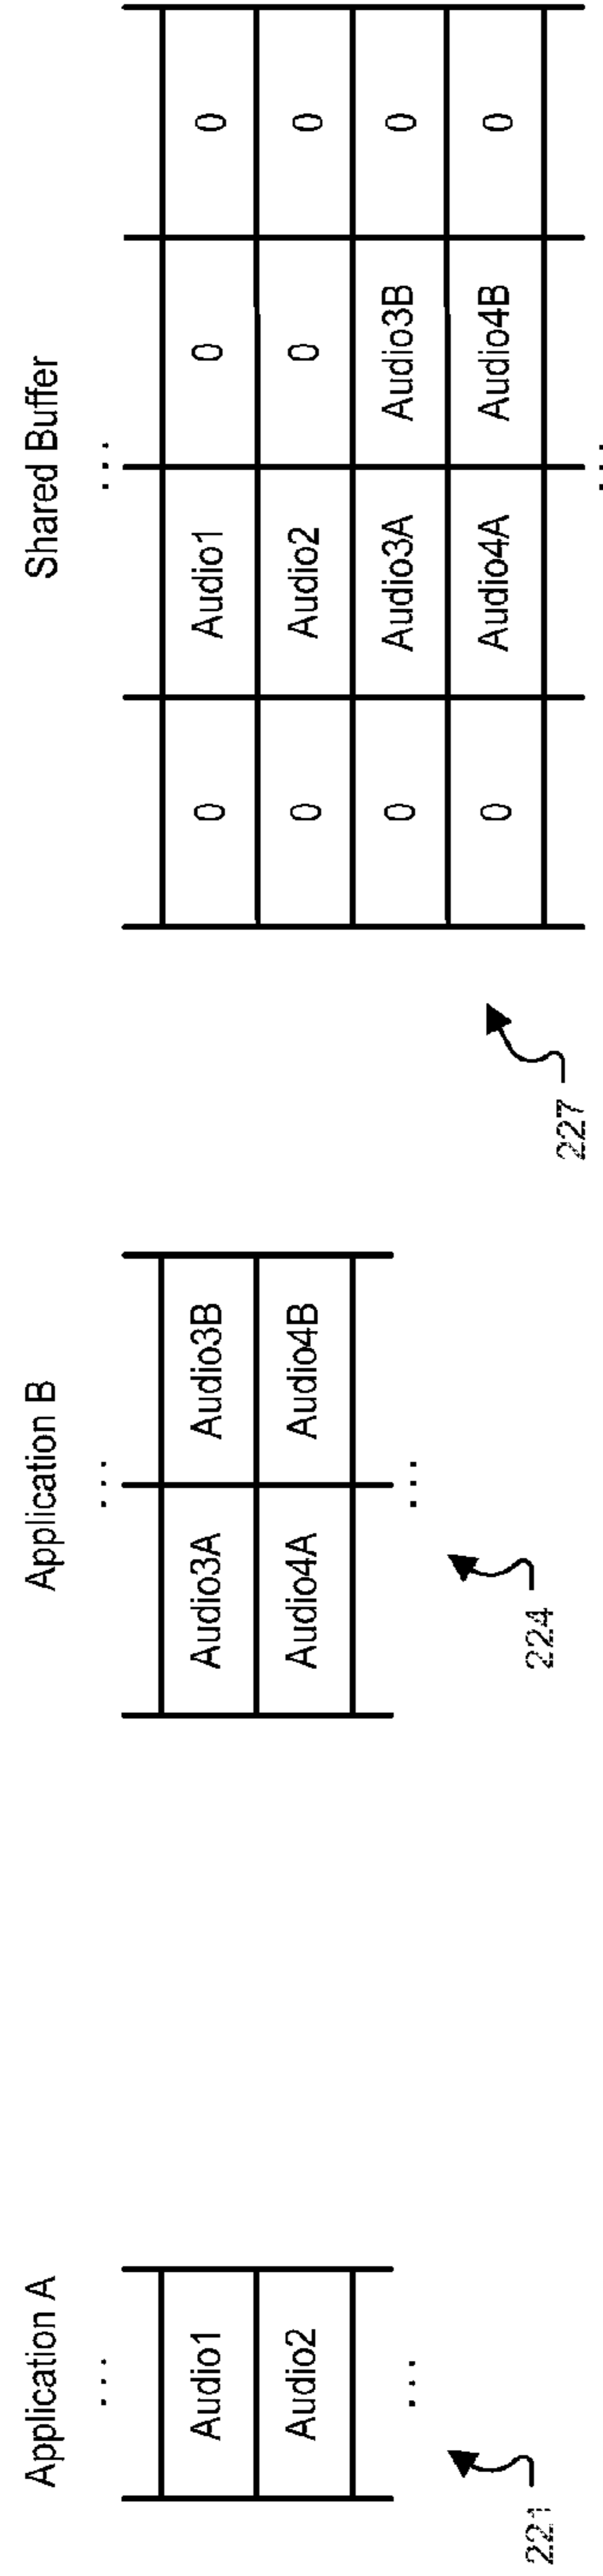 Application A
...
Audio1
Audio2
...
221
Application B
...
Audio3A Audio3B
Audio4A Audio4B
...
224
Shared Buffer
...
0 Audio1 0 0
0 Audio2 0 0
0 Audio3A Audio3B 0
0 Audio4A Audio4B 0
...
227